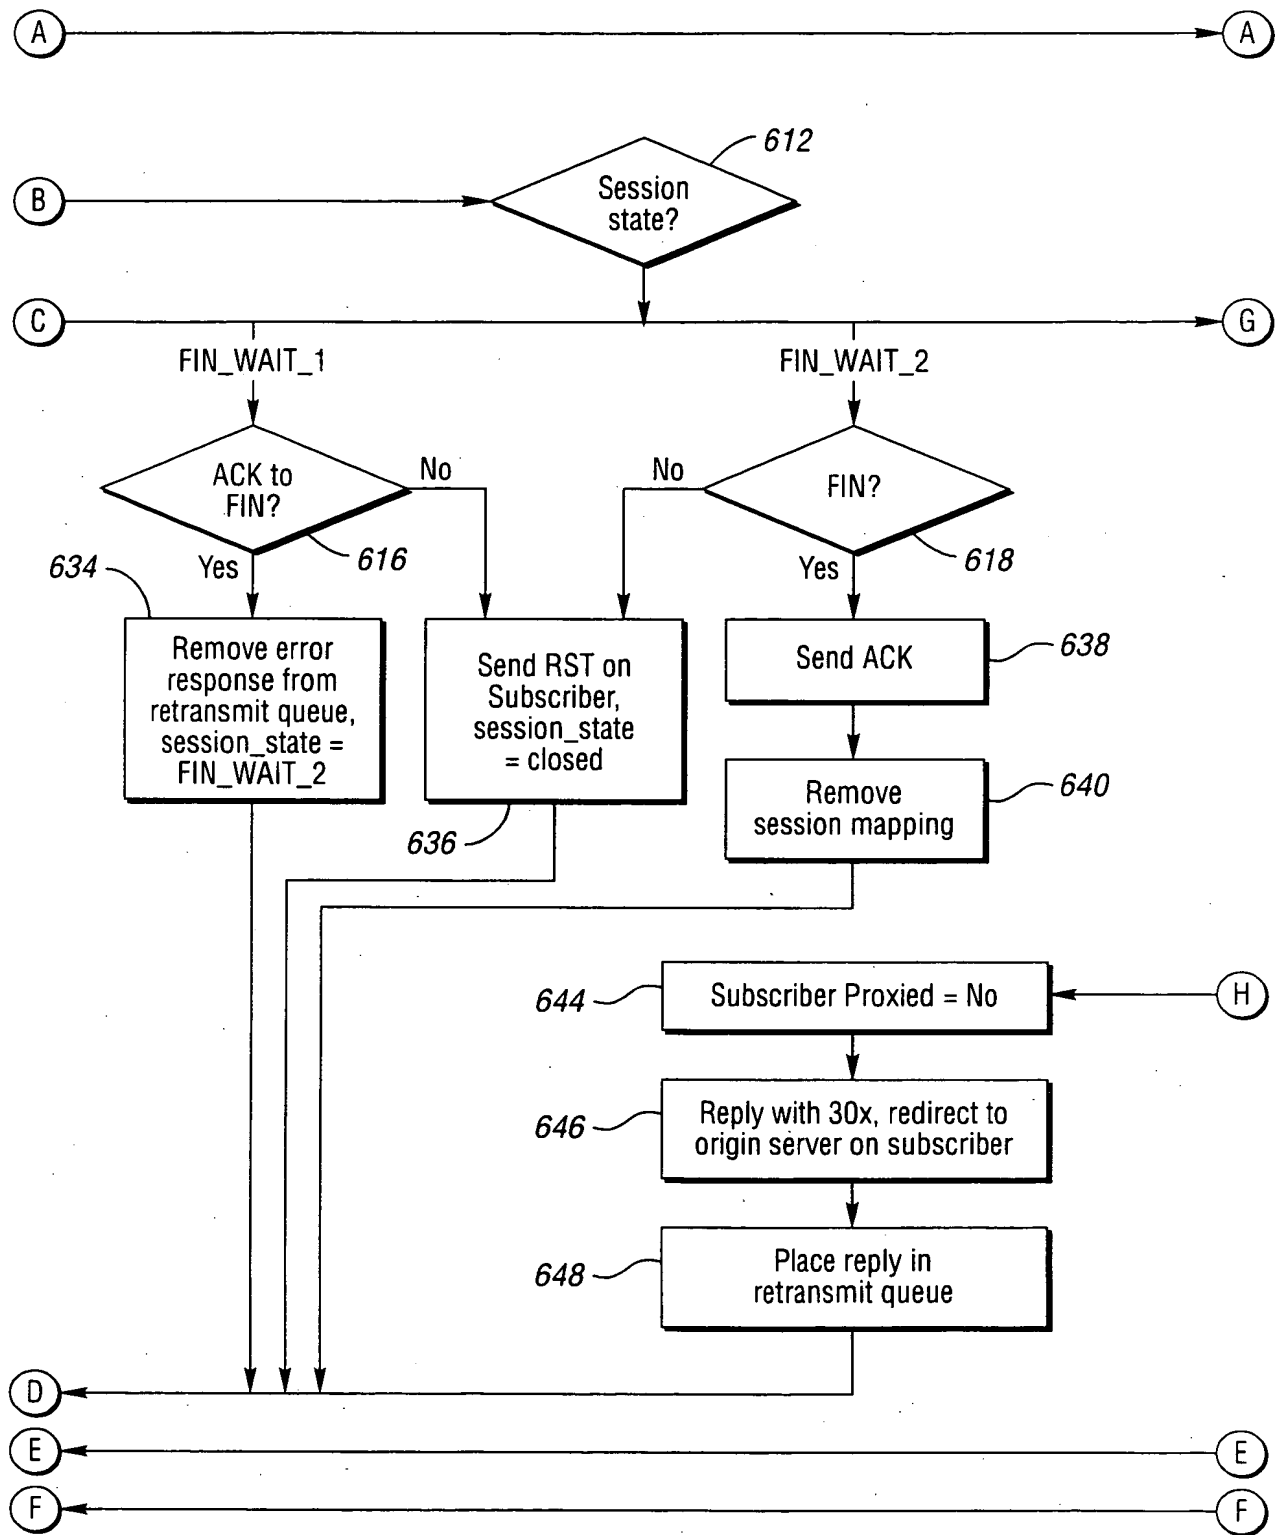 A
A
612
Session
state?
B
C
G
FIN_WAIT_1
FIN_WAIT_2
ACK to
FIN?
No
No
FIN?
616
618
Yes
Yes
634
Remove error
response from
retransmit queue,
session_state =
FIN_WAIT_2
Send RST on
Subscriber,
session_state
= closed
636
Send ACK
638
Remove
session mapping
640
644
Subscriber Proxied = No
H
646
Reply with 30x, redirect to
origin server on subscriber
648
Place reply in
retransmit queue
D
E
E
F
F